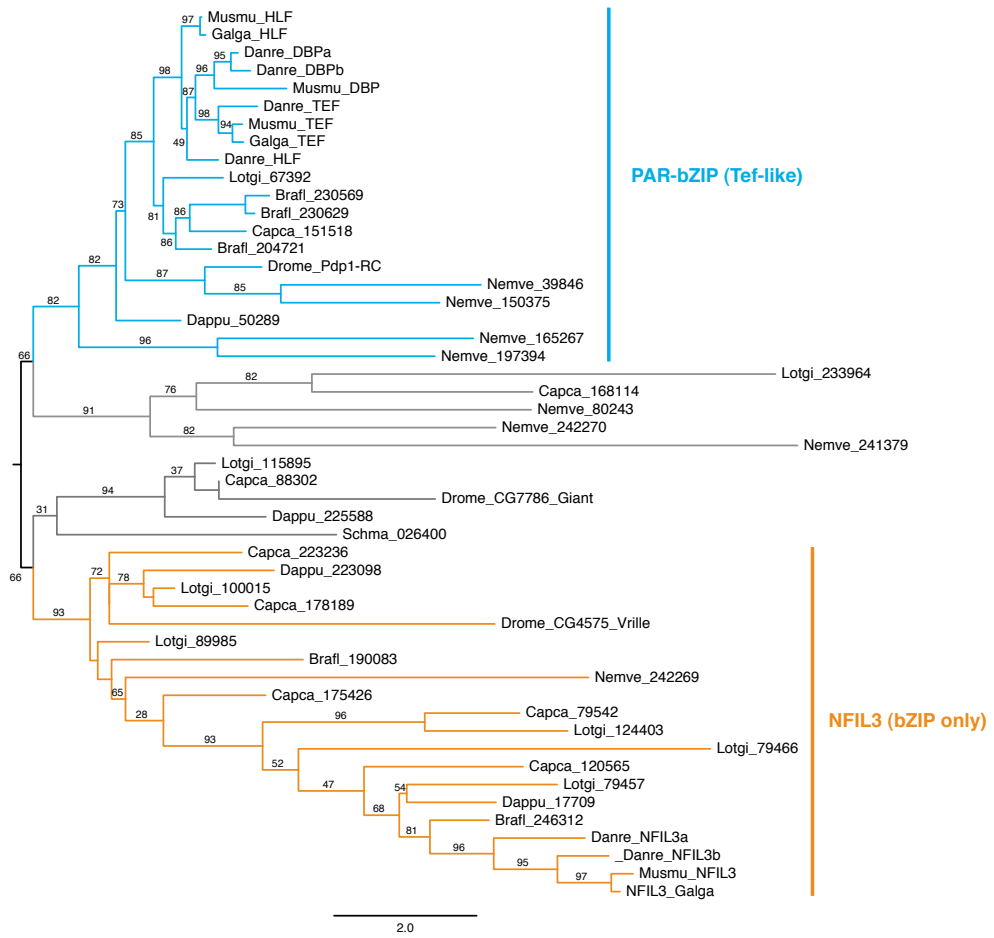 97
Musmu_HLF
Galga_HLF
95
Danre_DBPa
96
Danre_DBPb
98
87
Musmu_DBP
Danre_TEF
98
94
Musmu_TEF
85
49
Galga_TEF
Danre_HLF
PAR-bZIP (Tef-like)
Lotgi_67392
81
86
Brafl_230569
73
Brafl_230629
86
Capca_151518
Brafl_204721
82
87
Drome_Pdp1-RC
85
Nemve_39846
82
Nemve_150375
Dappu_50289
96
Nemve_165267
66
Nemve_197394
82
Lotgi_233964
76
Capca_168114
91
Nemve_80243
82
Nemve_242270
Nemve_241379
37
Lotgi_115895
94
Capca_88302
Drome_CG7786_Giant
31
Dappu_225588
Schma_026400
66
Capca_223236
72
78
Dappu_223098
Lotgi_100015
93
Capca_178189
Drome_CG4575_Vrille
Lotgi_89985
Brafl_190083
65
Nemve_242269
28
Capca_175426
96
Capca_79542
NFIL3 (bZIP only)
93
Lotgi_124403
52
Lotgi_79466
47
Capca_120565
54
Lotgi_79457
68
Dappu_17709
81
Brafl_246312
96
Danre_NFIL3a
95
_Danre_NFIL3b
97
Musmu_NFIL3
NFIL3_Galga
2.0